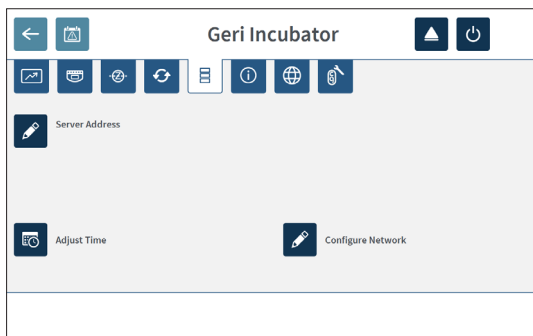 Geri Incubator
Server Address
Adjust Time
Configure Network